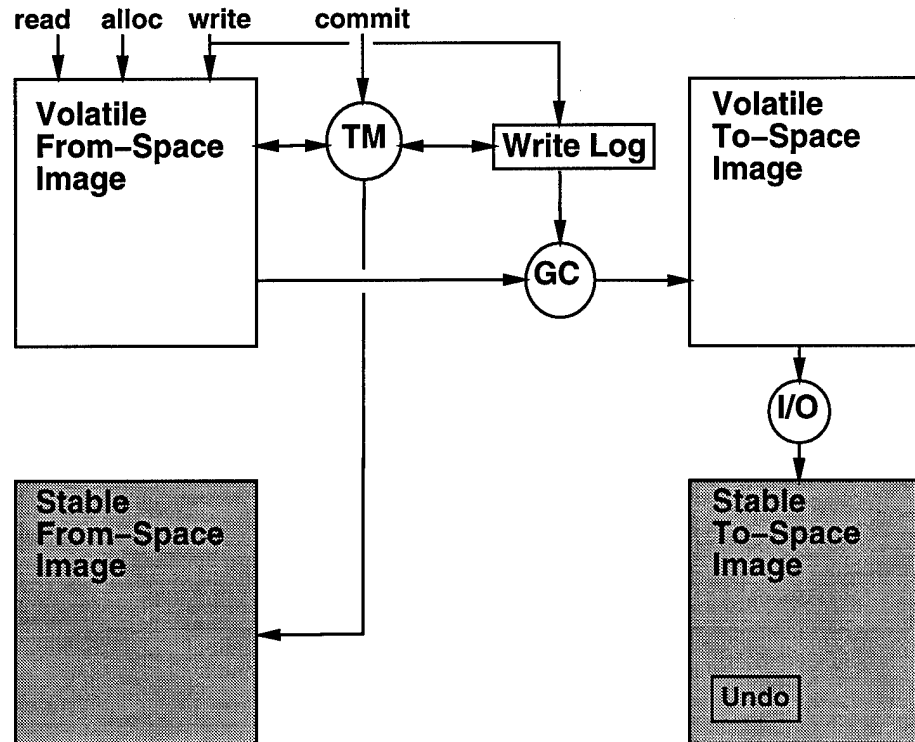 read alloc write commit
Volatile
From–Space
Image
TM
Write Log
Volatile
To–Space
Image
GC
I/O
Stable
From–Space
Image
Stable
To–Space
Image
Undo